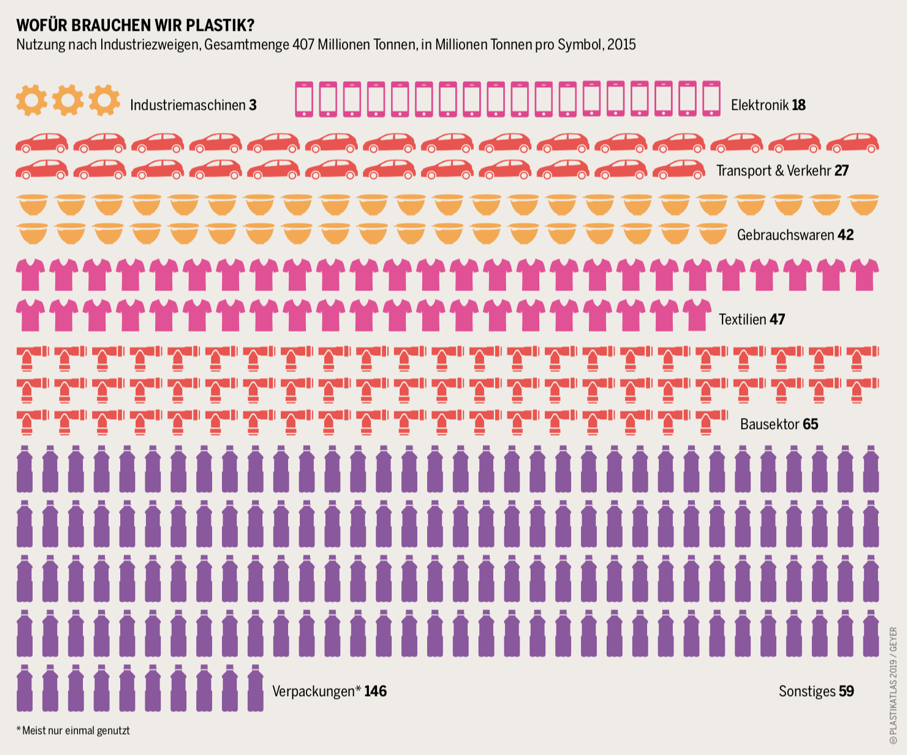 WOFÜR BRAUCHEN WIR PLASTIK?
Nutzung nach Industriezweigen, Gesamtmenge 407 Millionen Tonnen, in Millionen Tonnen pro Symbol, 2015
Industriemaschinen 3
Elektronik 18
Transport & Verkehr 27
Gebrauchswaren 42
Textilien 47
Bausektor 65
Verpackungen* 146
Sonstiges 59
*Meist nur einmal genutzt
© PLASTIKATLAS 2019 / GEYER